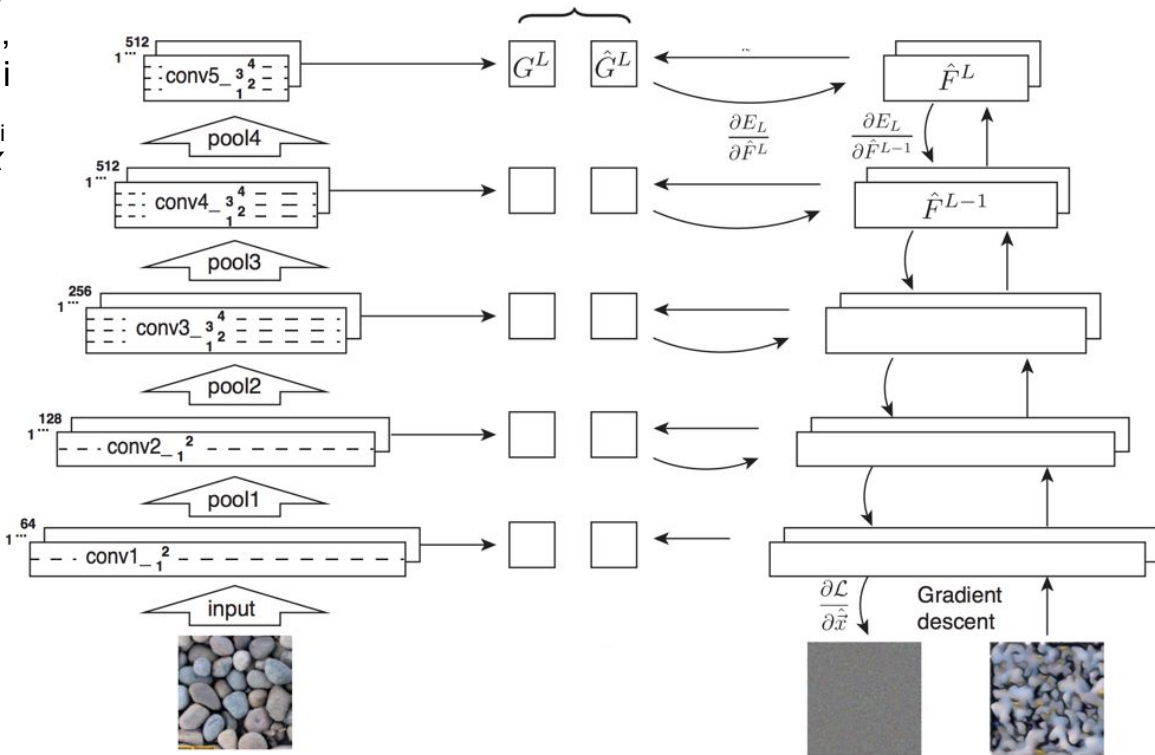 ,
i
i
512
1...
conv5_ 1 2 3 4
G^L
Ĝ^L
F̂^L
∂E_L/∂F̂^L
∂E_L/∂F̂^{L-1}
pool4
512
1...
conv4_ 1 2 3 4
F̂^{L-1}
pool3
256
1...
conv3_ 1 2 3 4
pool2
128
1...
conv2_ 1 2
pool1
64
1...
conv1_ 1 2
input
∂ℒ/∂x̂
Gradient
descent